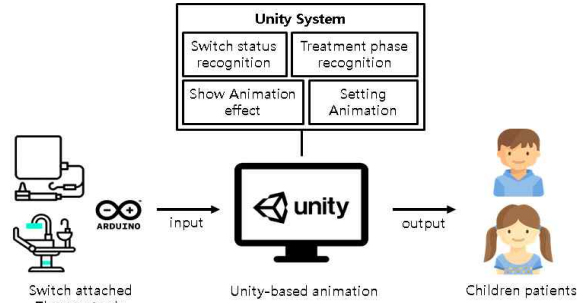 Unity System
Switch status
recognition
Treatment phase
recognition
Show Animation
effect
Setting
Animation
ARDUINO
input
unity
output
Switch attached
Unity-based animation
Children patients